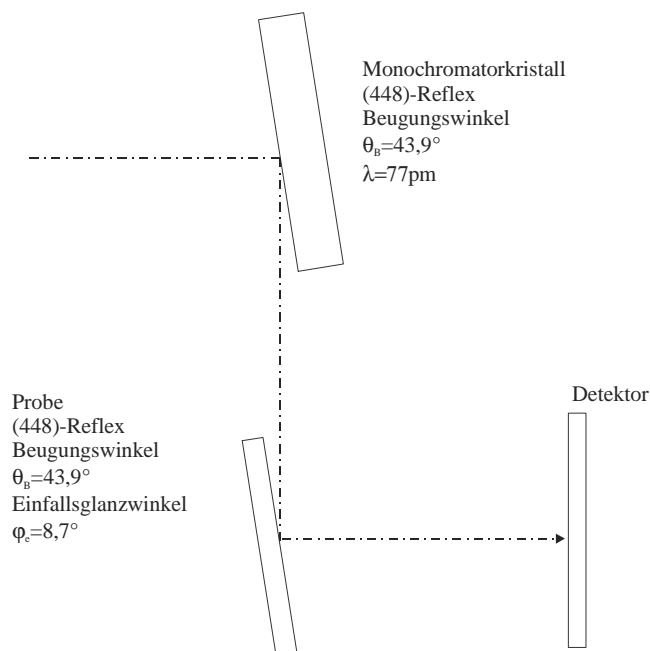 Monochromatorkristall
(448)-Reflex
Beugungswinkel
θB=43,9°
λ=77pm
Detektor
Probe
(448)-Reflex
Beugungswinkel
θB=43,9°
Einfallsglanzwinkel
φe=8,7°